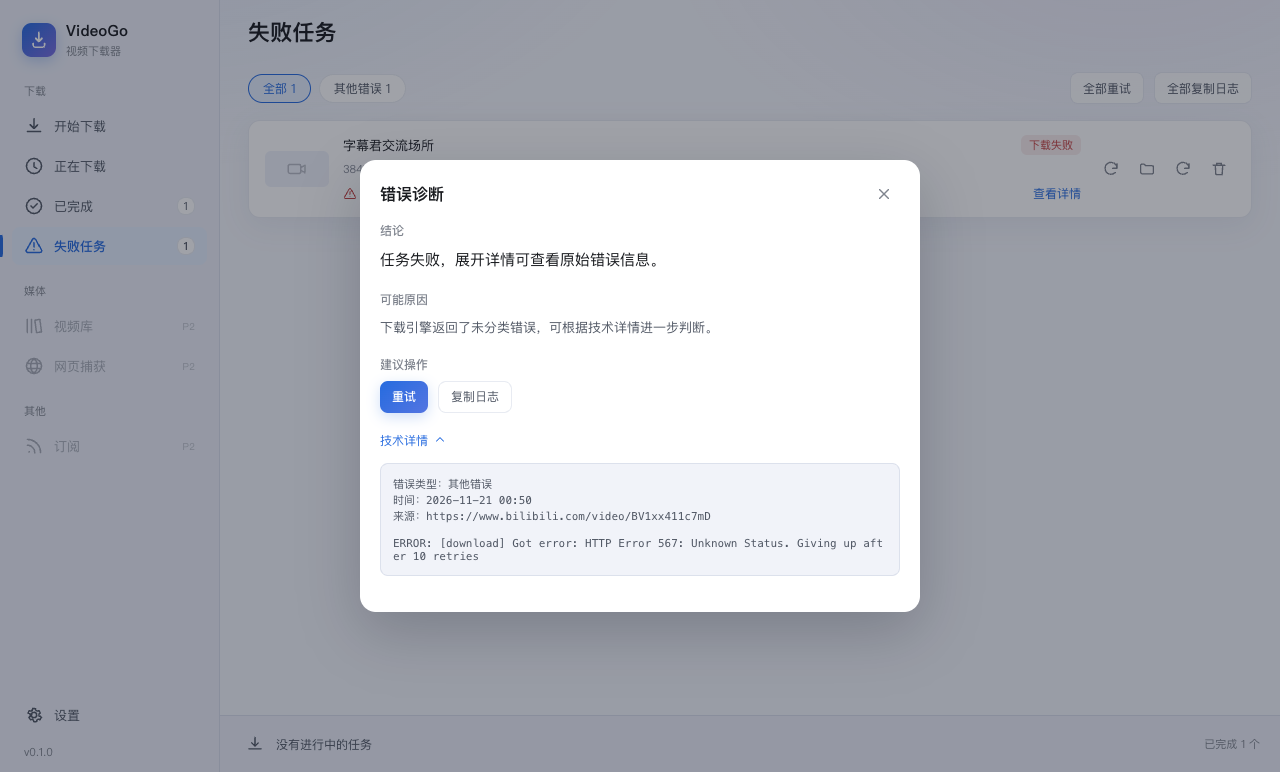 VideoGo
视频下载器
下载
开始下载
正在下载
已完成 1
失败任务 1
媒体
视频库 P2
网页捕获 P2
其他
订阅 P2
设置
v0.1.0
失败任务
全部 1 其他错误 1 全部重试 全部复制日志
字幕君交流场所 下载失败
384
查看详情
错误诊断
结论
任务失败，展开详情可查看原始错误信息。
可能原因
下载引擎返回了未分类错误，可根据技术详情进一步判断。
建议操作
重试 复制日志
技术详情
错误类型：其他错误
时间：2026-11-21 00:50
来源：https://www.bilibili.com/video/BV1xx411c7mD
ERROR: [download] Got error: HTTP Error 567: Unknown Status. Giving up aft
er 10 retries
没有进行中的任务 已完成 1 个